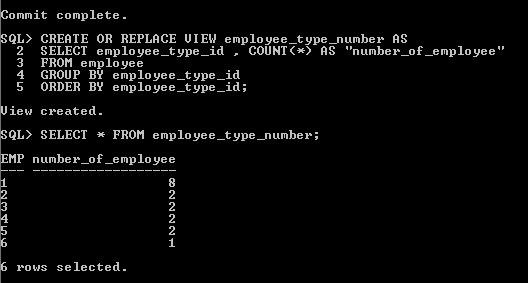 Commit complete.
SQL> CREATE OR REPLACE VIEW employee_type_number AS
2 SELECT employee_type_id , COUNT(*) AS "number_of_employee"
3 FROM employee
4 GROUP BY employee_type_id
5 ORDER BY employee_type_id;
View created.
SQL> SELECT * FROM employee_type_number;
EMP number_of_employee
--- ------------------
1 8
2 2
3 2
4 2
5 2
6 1
6 rows selected.